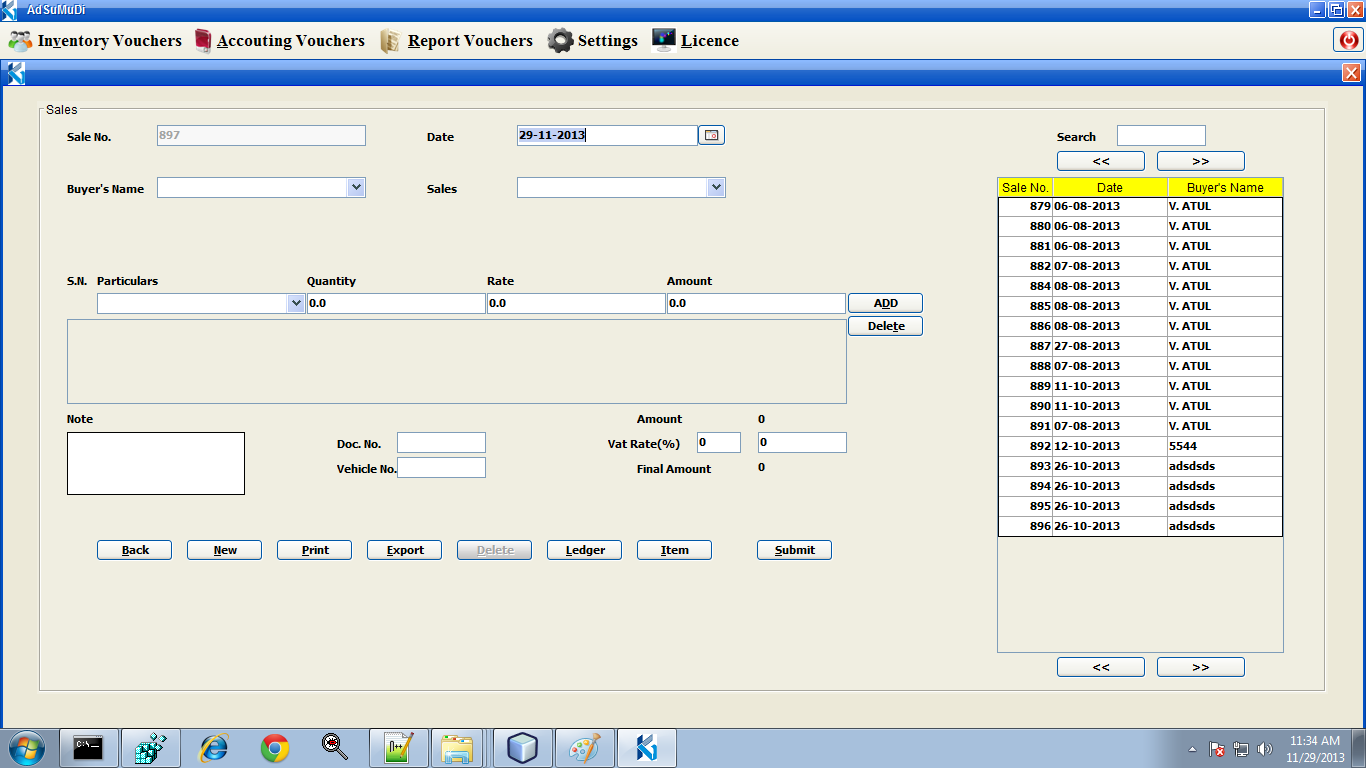 AdSuMuDi
Inventory Vouchers Accouting Vouchers Report Vouchers Settings Licence
Sales
Sale No. 897 Date 29-11-2013 Search
<< >>
Buyer's Name Sales
Sale No. Date Buyer's Name
879 06-08-2013 V. ATUL
880 06-08-2013 V. ATUL
881 06-08-2013 V. ATUL
882 07-08-2013 V. ATUL
884 08-08-2013 V. ATUL
885 08-08-2013 V. ATUL
886 08-08-2013 V. ATUL
887 27-08-2013 V. ATUL
888 07-08-2013 V. ATUL
889 11-10-2013 V. ATUL
890 11-10-2013 V. ATUL
891 07-08-2013 V. ATUL
892 12-10-2013 5544
893 26-10-2013 adsdsds
894 26-10-2013 adsdsds
895 26-10-2013 adsdsds
896 26-10-2013 adsdsds
<< >>
S.N. Particulars Quantity Rate Amount
0.0 0.0 0.0 ADD
Delete
Note Amount 0
Doc. No. Vat Rate(%) 0 0
Vehicle No. Final Amount 0
Back New Print Export Delete Ledger Item Submit
C:\.
n++
11:34 AM
11/29/2013